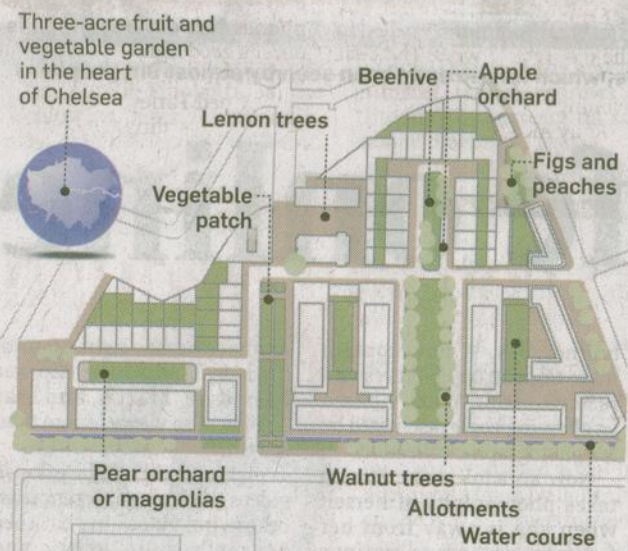 Three-acre fruit and
vegetable garden
in the heart
of Chelsea
Beehive
Apple
orchard
Lemon trees
Figs and
peaches
Vegetable
patch
Pear orchard
or magnolias
Walnut trees
Allotments
Water course